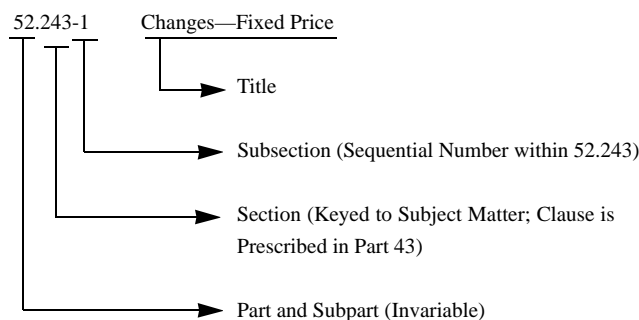 52.243-1 Changes—Fixed Price
Title
Subsection (Sequential Number within 52.243)
Section (Keyed to Subject Matter; Clause is
Prescribed in Part 43)
Part and Subpart (Invariable)